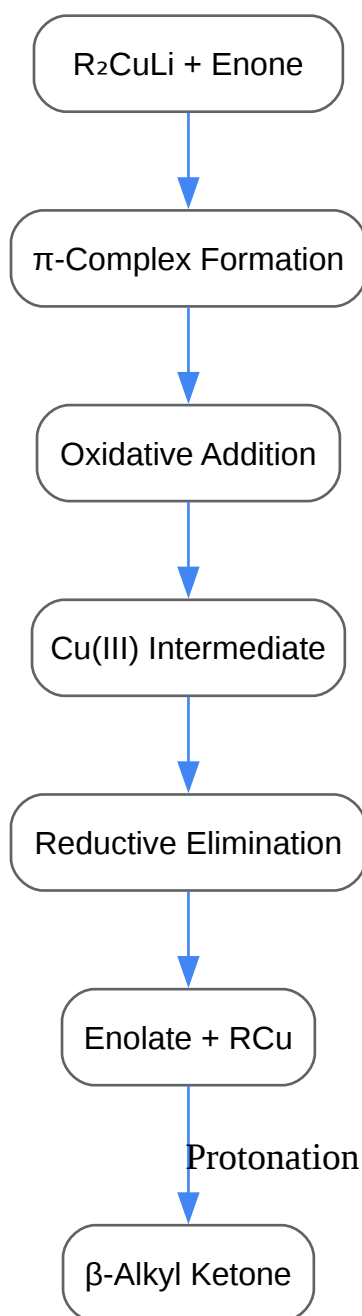 R₂CuLi + Enone
π-Complex Formation
Oxidative Addition
Cu(III) Intermediate
Reductive Elimination
Enolate + RCu
Protonation
β-Alkyl Ketone